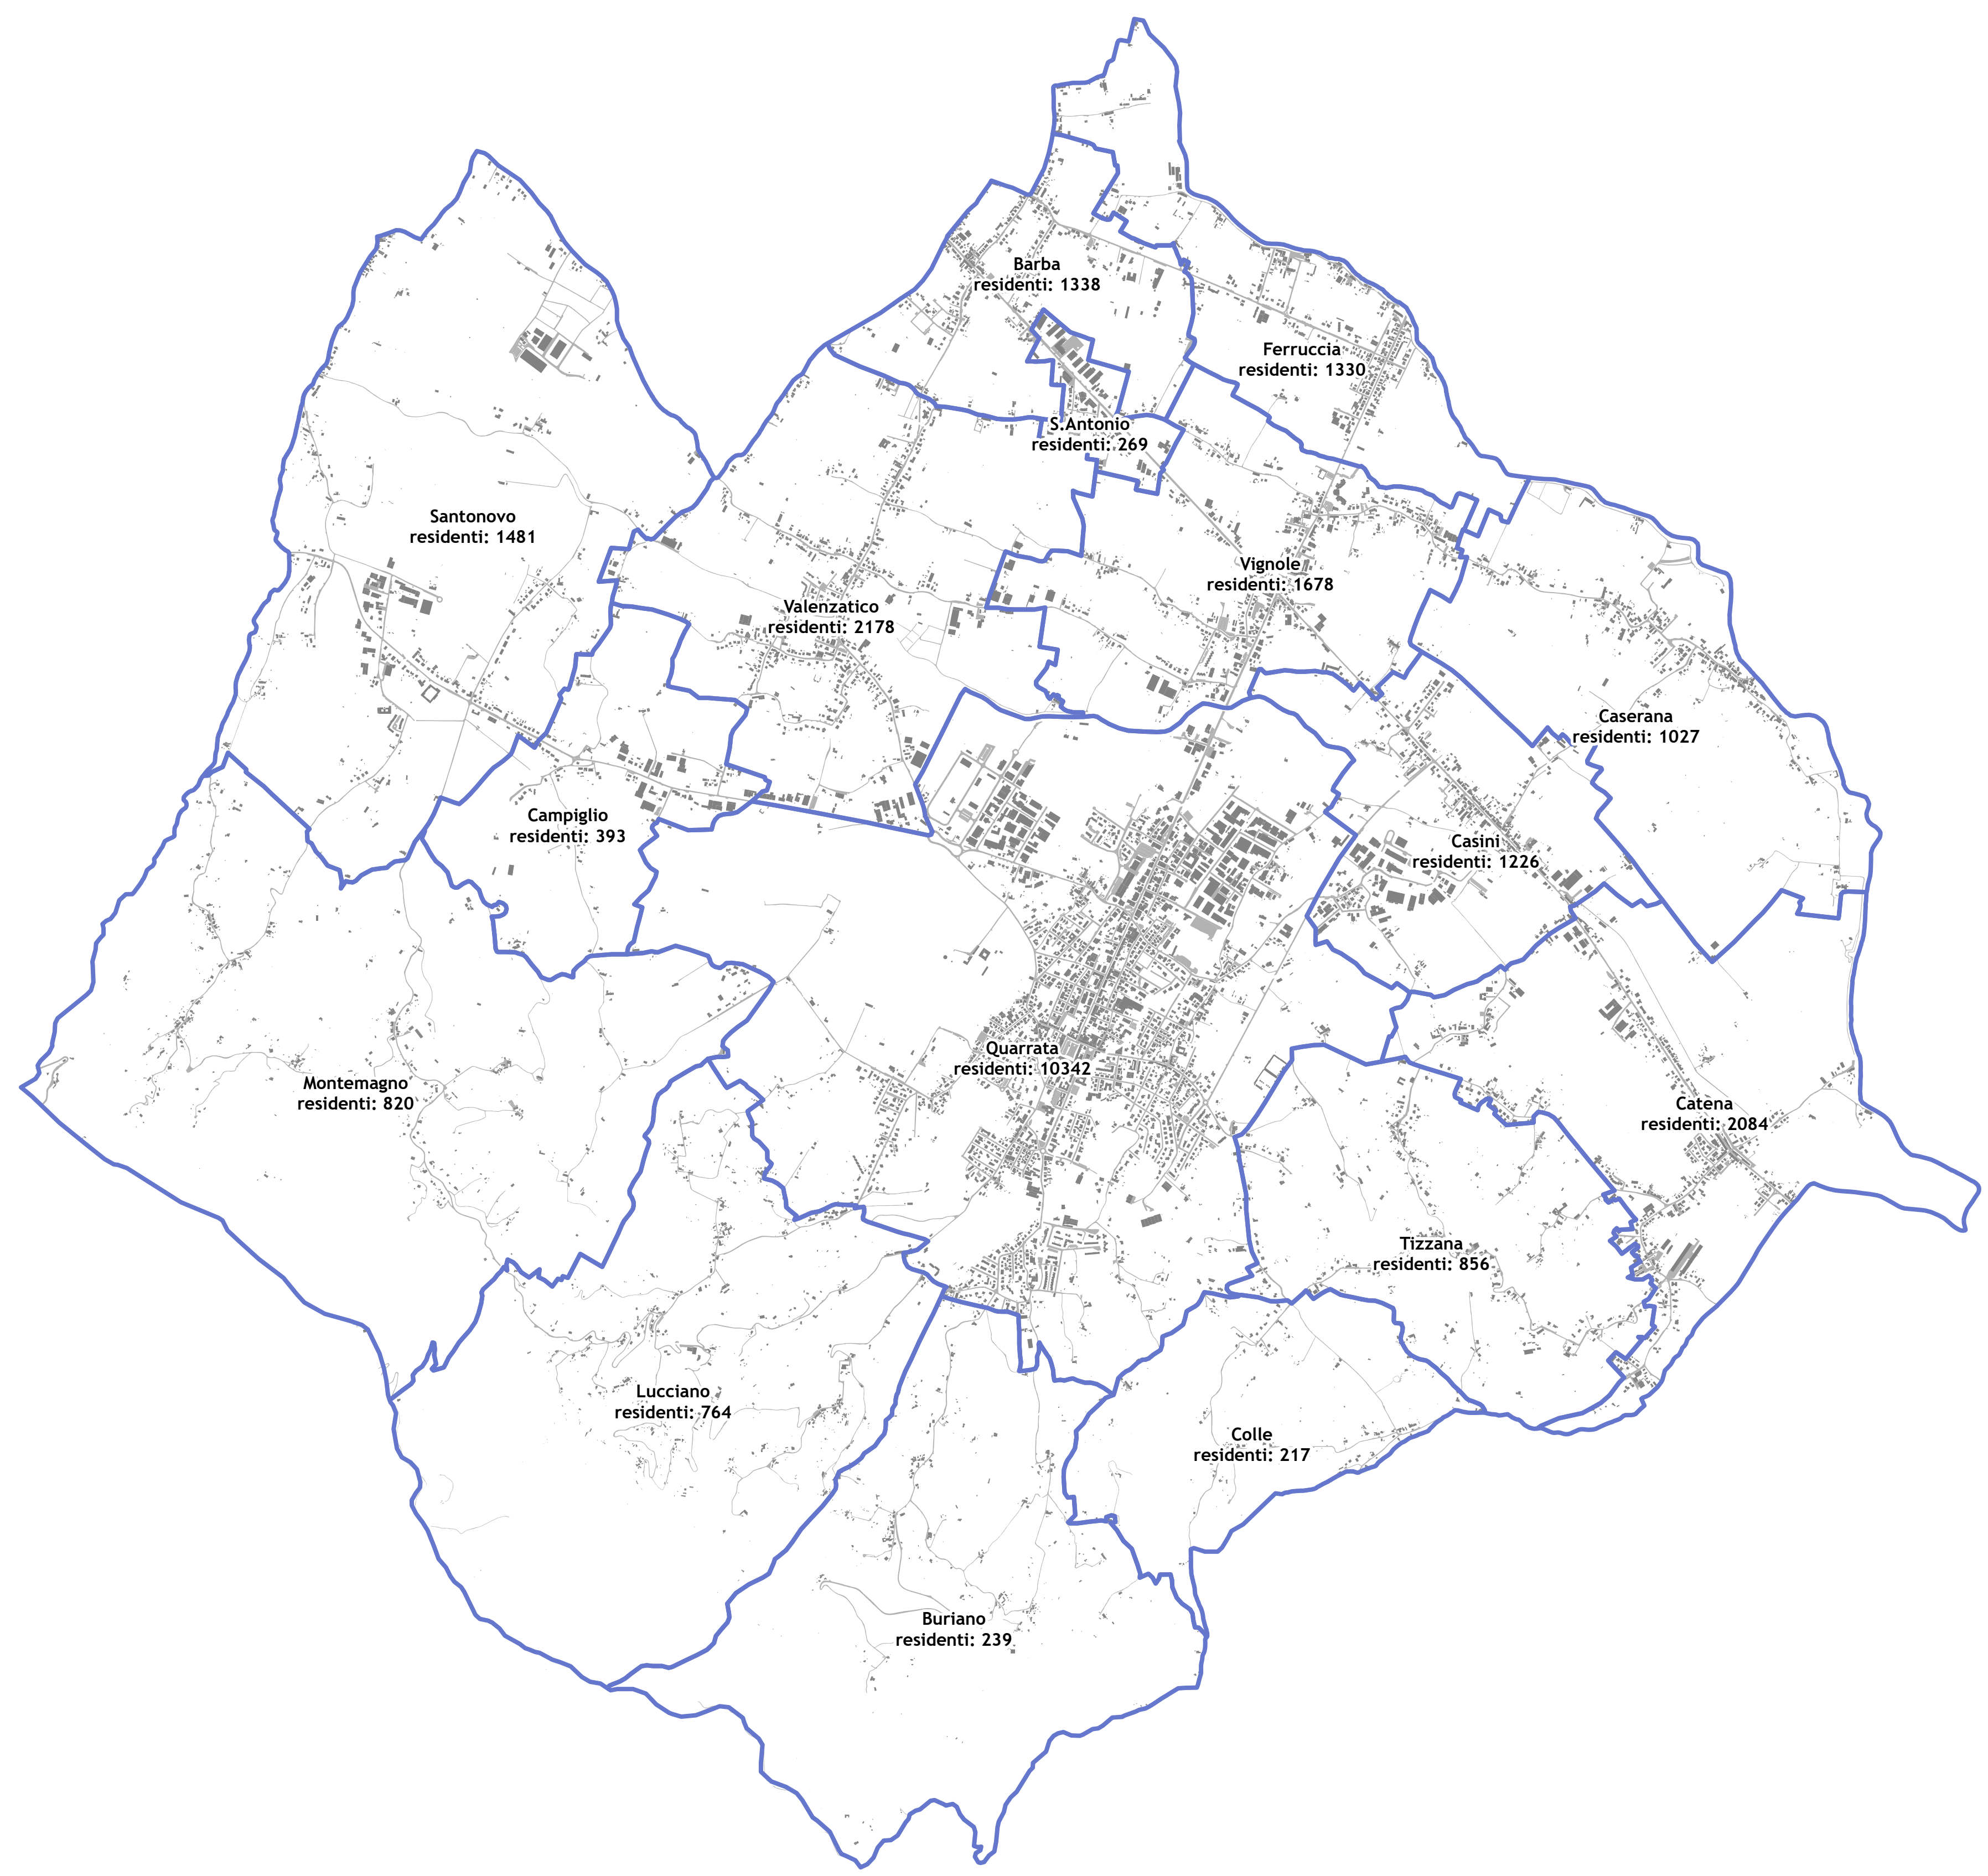 Barba
residenti: 1338
Ferruccia
residenti: 1330
S.Antonio
residenti: 269
Santonovo
residenti: 1481
Vignole
residenti: 1678
Valenzatico
residenti: 2178
Caserana
residenti: 1027
Campiglio
residenti: 393
Casini
residenti: 1226
Quarrata
residenti: 10342
Montemagno
residenti: 820
Catena
residenti: 2084
Tizzana
residenti: 856
Lucciano
residenti: 764
Colle
residenti: 217
Buriano
residenti: 239